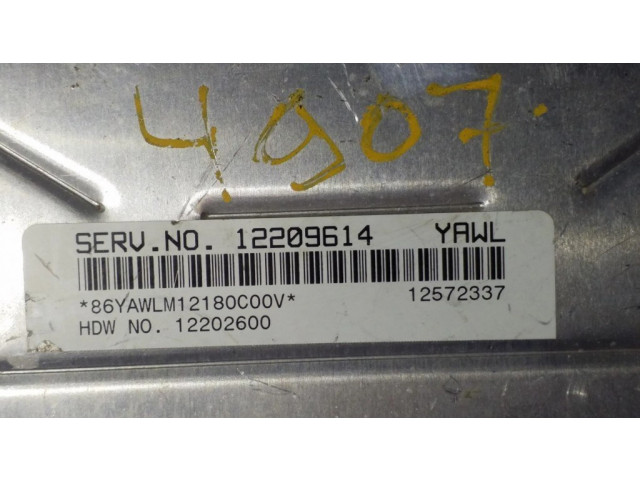 4907.
SERV.NO. 12209614 YAWL
*86YAWLM12180C00V* 12572337
HDW NO. 12202600